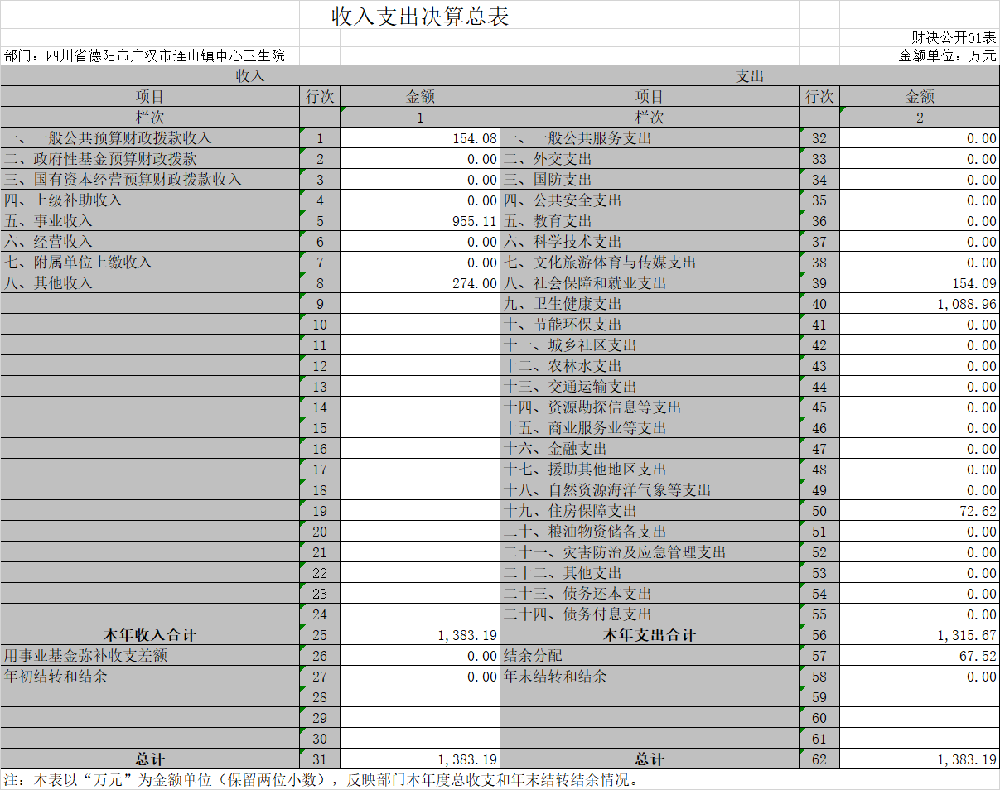 收入支出决算总表
财决公开01表
部门：四川省德阳市广汉市连山镇中心卫生院 金额单位：万元
收入 支出
项目 行次 金额 项目 行次 金额
栏次 1 栏次 2
一、一般公共预算财政拨款收入 1 154.08 一、一般公共服务支出 32 0.00
二、政府性基金预算财政拨款 2 0.00 二、外交支出 33 0.00
三、国有资本经营预算财政拨款收入 3 0.00 三、国防支出 34 0.00
四、上级补助收入 4 0.00 四、公共安全支出 35 0.00
五、事业收入 5 955.11 五、教育支出 36 0.00
六、经营收入 6 0.00 六、科学技术支出 37 0.00
七、附属单位上缴收入 7 0.00 七、文化旅游体育与传媒支出 38 0.00
八、其他收入 8 274.00 八、社会保障和就业支出 39 154.09
9 九、卫生健康支出 40 1,088.96
10 十、节能环保支出 41 0.00
11 十一、城乡社区支出 42 0.00
12 十二、农林水支出 43 0.00
13 十三、交通运输支出 44 0.00
14 十四、资源勘探信息等支出 45 0.00
15 十五、商业服务业等支出 46 0.00
16 十六、金融支出 47 0.00
17 十七、援助其他地区支出 48 0.00
18 十八、自然资源海洋气象等支出 49 0.00
19 十九、住房保障支出 50 72.62
20 二十、粮油物资储备支出 51 0.00
21 二十一、灾害防治及应急管理支出 52 0.00
22 二十二、其他支出 53 0.00
23 二十三、债务还本支出 54 0.00
24 二十四、债务付息支出 55 0.00
本年收入合计 25 1,383.19 本年支出合计 56 1,315.67
用事业基金弥补收支差额 26 0.00 结余分配 57 67.52
年初结转和结余 27 0.00 年末结转和结余 58 0.00
28 59
29 60
30 61
总计 31 1,383.19 总计 62 1,383.19
注：本表以“万元”为金额单位（保留两位小数），反映部门本年度总收支和年末结转结余情况。